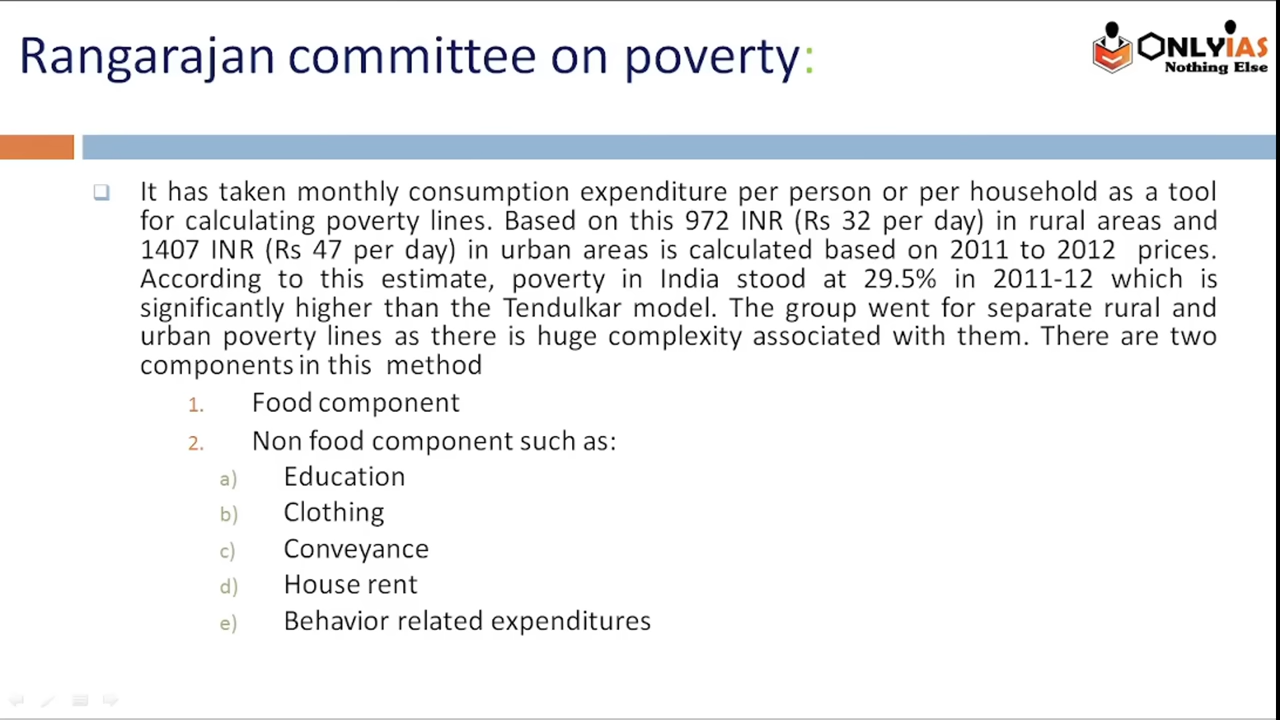 Rangarajan committee on poverty:
ONLYIAS
Nothing Else
It has taken monthly consumption expenditure per person or per household as a tool
for calculating poverty lines. Based on this 972 INR (Rs 32 per day) in rural areas and
1407 INR (Rs 47 per day) in urban areas is calculated based on 2011 to 2012 prices.
According to this estimate, poverty in India stood at 29.5% in 2011-12 which is
significantly higher than the Tendulkar model. The group went for separate rural and
urban poverty lines as there is huge complexity associated with them. There are two
components in this method
1. Food component
2. Non food component such as:
a) Education
b) Clothing
c) Conveyance
d) House rent
e) Behavior related expenditures